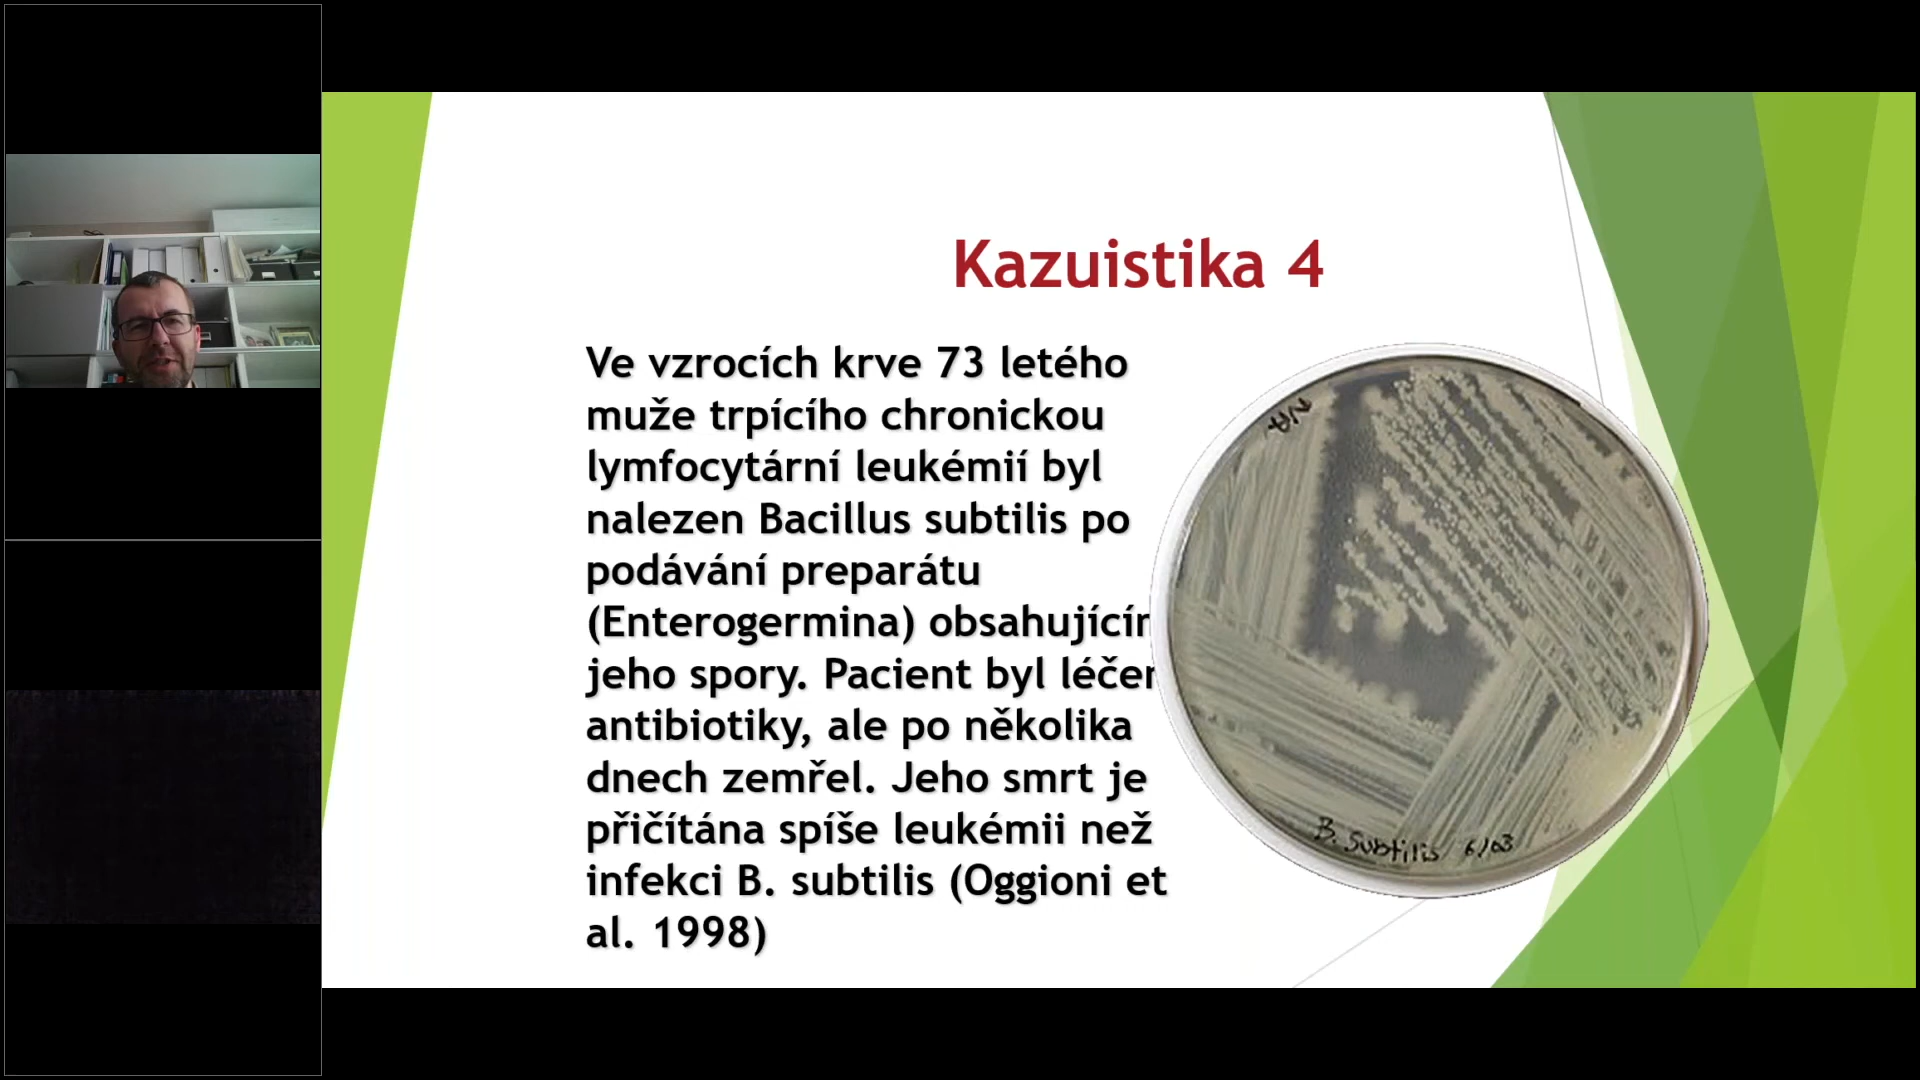 Kazuistika 4
Ve vzrocích krve 73 letého
muže trpícího chronickou
lymfocytární leukémií byl
nalezen Bacillus subtilis po
podávání preparátu
(Enterogermina) obsahujícím
jeho spory. Pacient byl léčen
antibiotiky, ale po několika
dnech zemřel. Jeho smrt je
přičítána spíše leukémii než
infekci B. subtilis (Oggioni et
al. 1998)
NA
B. Subtilis 6/03